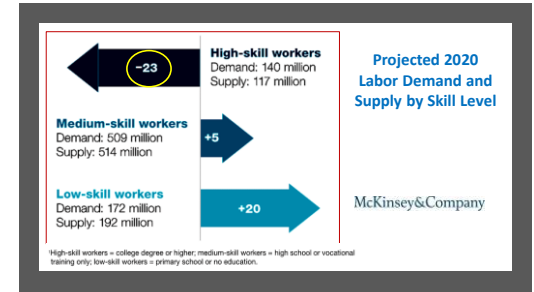 −23
High-skill workers
Demand: 140 million
Supply: 117 million
Projected 2020
Labor Demand and
Supply by Skill Level
Medium-skill workers
Demand: 509 million
Supply: 514 million
+5
Low-skill workers
Demand: 172 million
Supply: 192 million
+20
McKinsey&Company
¹High-skill workers = college degree or higher; medium-skill workers = high school or vocational
training only; low-skill workers = primary school or no education.